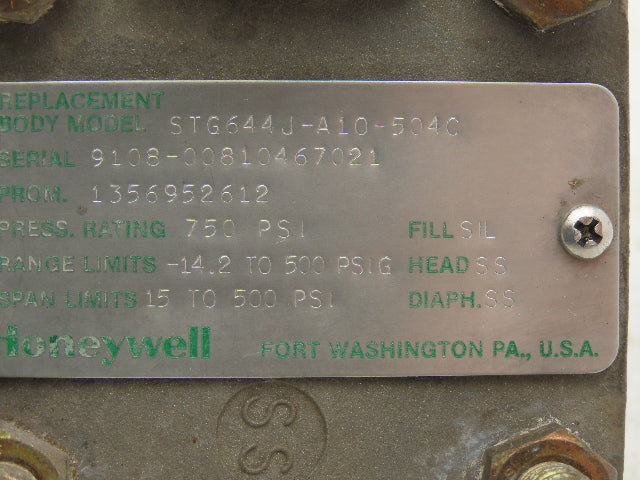 REPLACEMENT
BODY MODEL STG644J-A10-504C
SERIAL 9108-00810467021
PROM. 1356952612
PRESS. RATING 750 PSI FILL SIL
RANGE LIMITS -14.2 TO 500 PSIG HEAD SS
SPAN LIMITS 15 TO 500 PSI DIAPH. SS
Honeywell FORT WASHINGTON PA., U.S.A.
SS